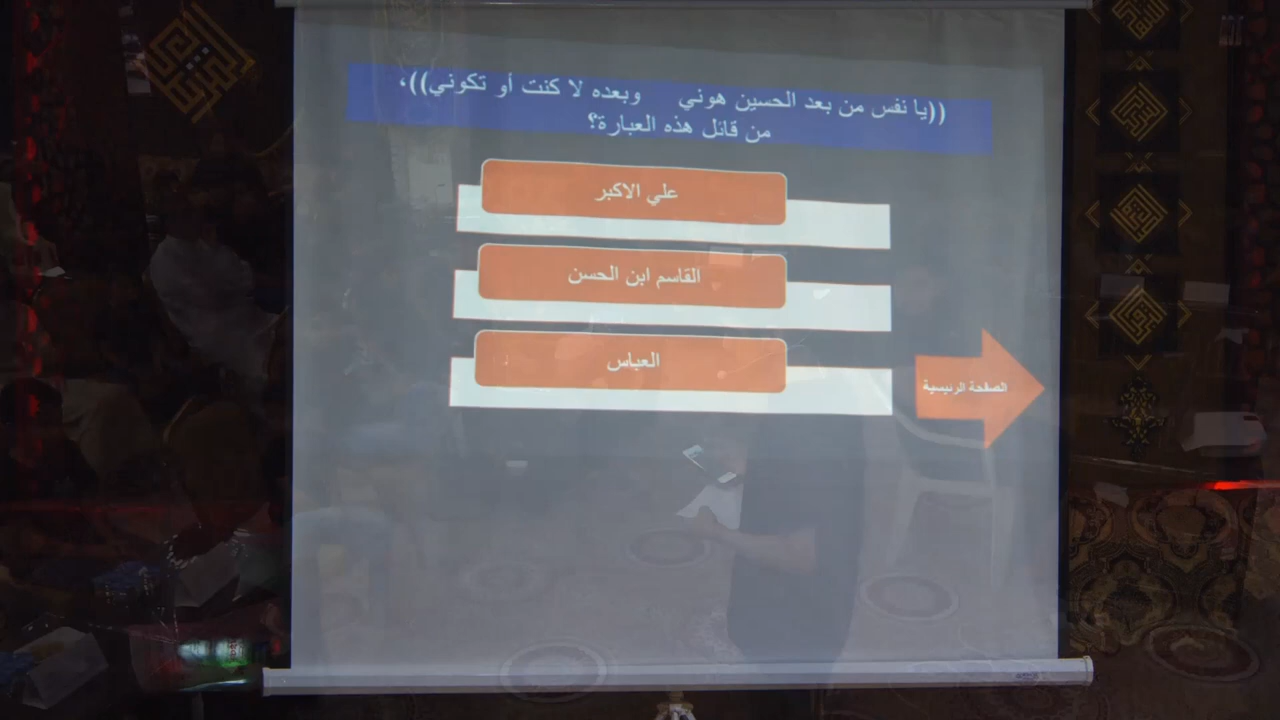 ((يا نفس من بعد الحسين هوني وبعده لا كنت أو تكوني))،
من قائل هذه العبارة؟
علي الاكبر
القاسم ابن الحسن
العباس
الصفحة الرئيسية